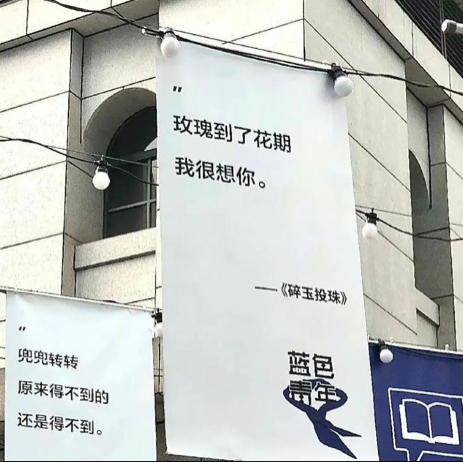 "
玫瑰到了花期
我很想你。
——《碎玉投珠》
蓝色
青年
"
兜兜转转
原来得不到的
还是得不到。